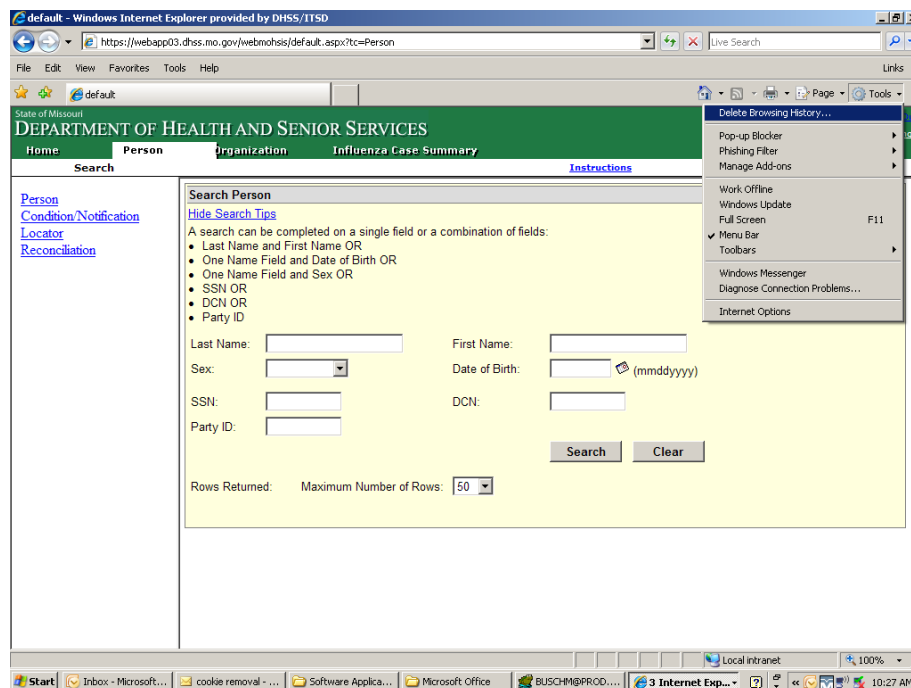 default - Windows Internet Explorer provided by DHSS/ITSD
https://webapp03.dhss.mo.gov/webmohsis/default.aspx?tc=Person
Live Search
File Edit View Favorites Tools Help
Links
default
Page
Tools
State of Missouri
DEPARTMENT OF HEALTH AND SENIOR SERVICES
Home Person Organization Influenza Case Summary
Search
Instructions
Delete Browsing History...
Pop-up Blocker
Phishing Filter
Manage Add-ons
Work Offline
Windows Update
Full Screen F11
Menu Bar
Toolbars
Windows Messenger
Diagnose Connection Problems...
Internet Options
Person
Condition/Notification
Locator
Reconciliation
Search Person
Hide Search Tips
A search can be completed on a single field or a combination of fields:
• Last Name and First Name OR
• One Name Field and Date of Birth OR
• One Name Field and Sex OR
• SSN OR
• DCN OR
• Party ID
Last Name: First Name:
Sex: Date of Birth: (mmddyyyy)
SSN: DCN:
Party ID:
Search Clear
Rows Returned: Maximum Number of Rows: 50
Local intranet 100%
Start Inbox - Microsoft... cookie removal - ... Software Applica... Microsoft Office BUSCHM@PROD.... 3 Internet Exp... 10:27 AM